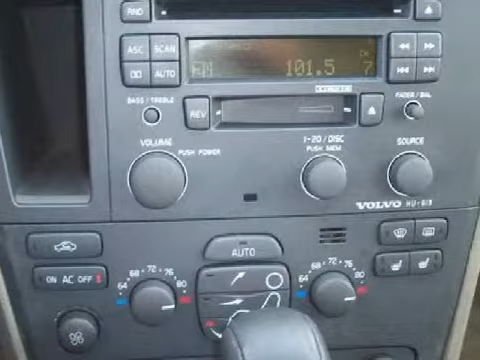 RND
ASC SCAN
AUTO
FM 101.5 7
BASS/TREBLE
REV
FADER/BAL
VOLUME
PUSH POWER
1-20/DISC
PUSH MEM.
SOURCE
VOLVO HU-613
AUTO
ON AC OFF
64 68 72 76 80
64 68 72 76 80